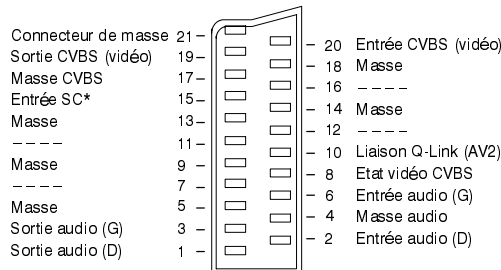 Connecteur de masse 21 –
Sortie CVBS (vidéo) 19 –
Masse CVBS 17 –
Entrée SC* 15 –
Masse 13 –
– – – – 11 –
Masse 9 –
– – – – 7 –
Masse 5 –
Sortie audio (G) 3 –
Sortie audio (D) 1 –
– 20 Entrée CVBS (vidéo)
– 18 Masse
– 16 – – – –
– 14 Masse
– 12 – – – –
– 10 Liaison Q-Link (AV2)
– 8 Etat vidéo CVBS
– 6 Entrée audio (G)
– 4 Masse audio
– 2 Entrée audio (D)